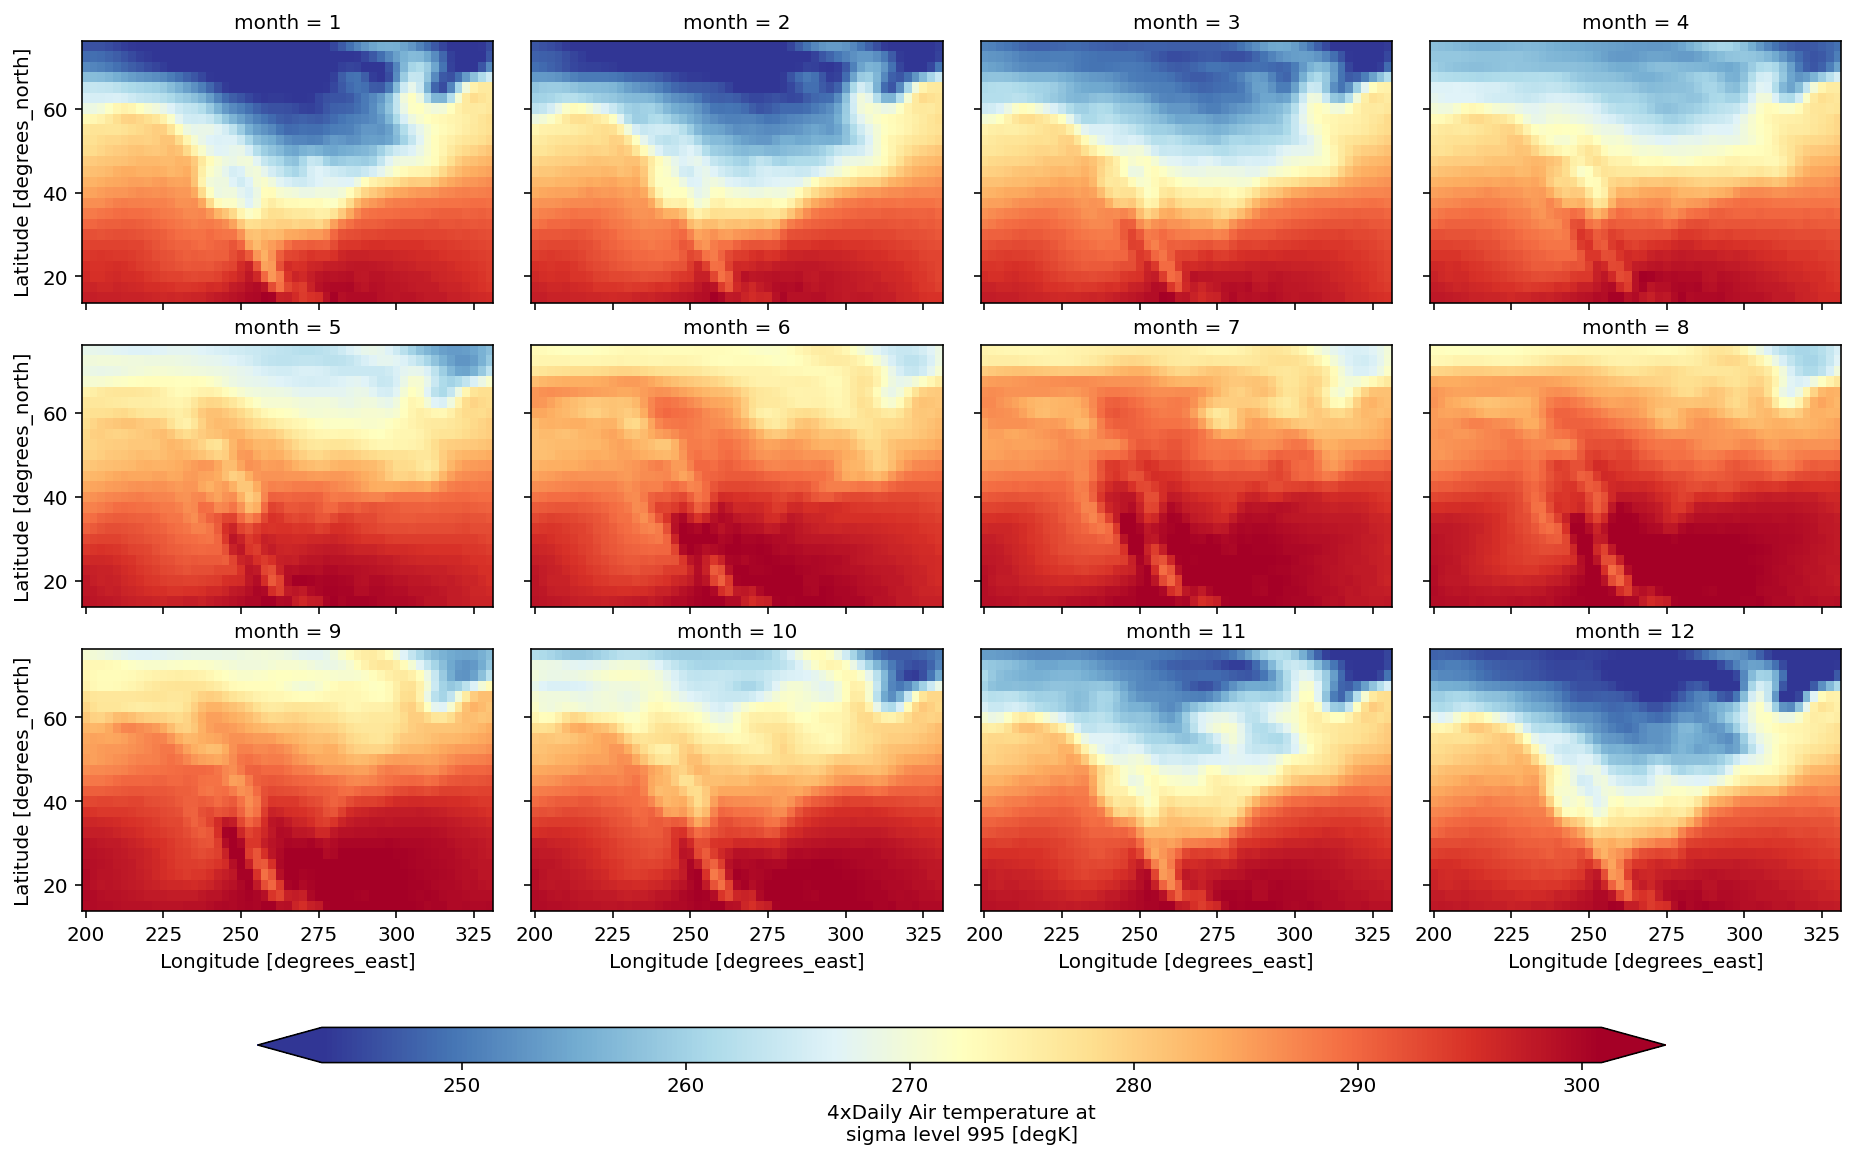 month = 1
month = 2
month = 3
month = 4
Latitude [degrees_north]
60
40
20
month = 5
month = 6
month = 7
month = 8
Latitude [degrees_north]
60
40
20
month = 9
month = 10
month = 11
month = 12
Latitude [degrees_north]
60
40
20
200 225 250 275 300 325
200 225 250 275 300 325
200 225 250 275 300 325
200 225 250 275 300 325
Longitude [degrees_east]
Longitude [degrees_east]
Longitude [degrees_east]
Longitude [degrees_east]
250 260 270 280 290 300
4xDaily Air temperature at
sigma level 995 [degK]